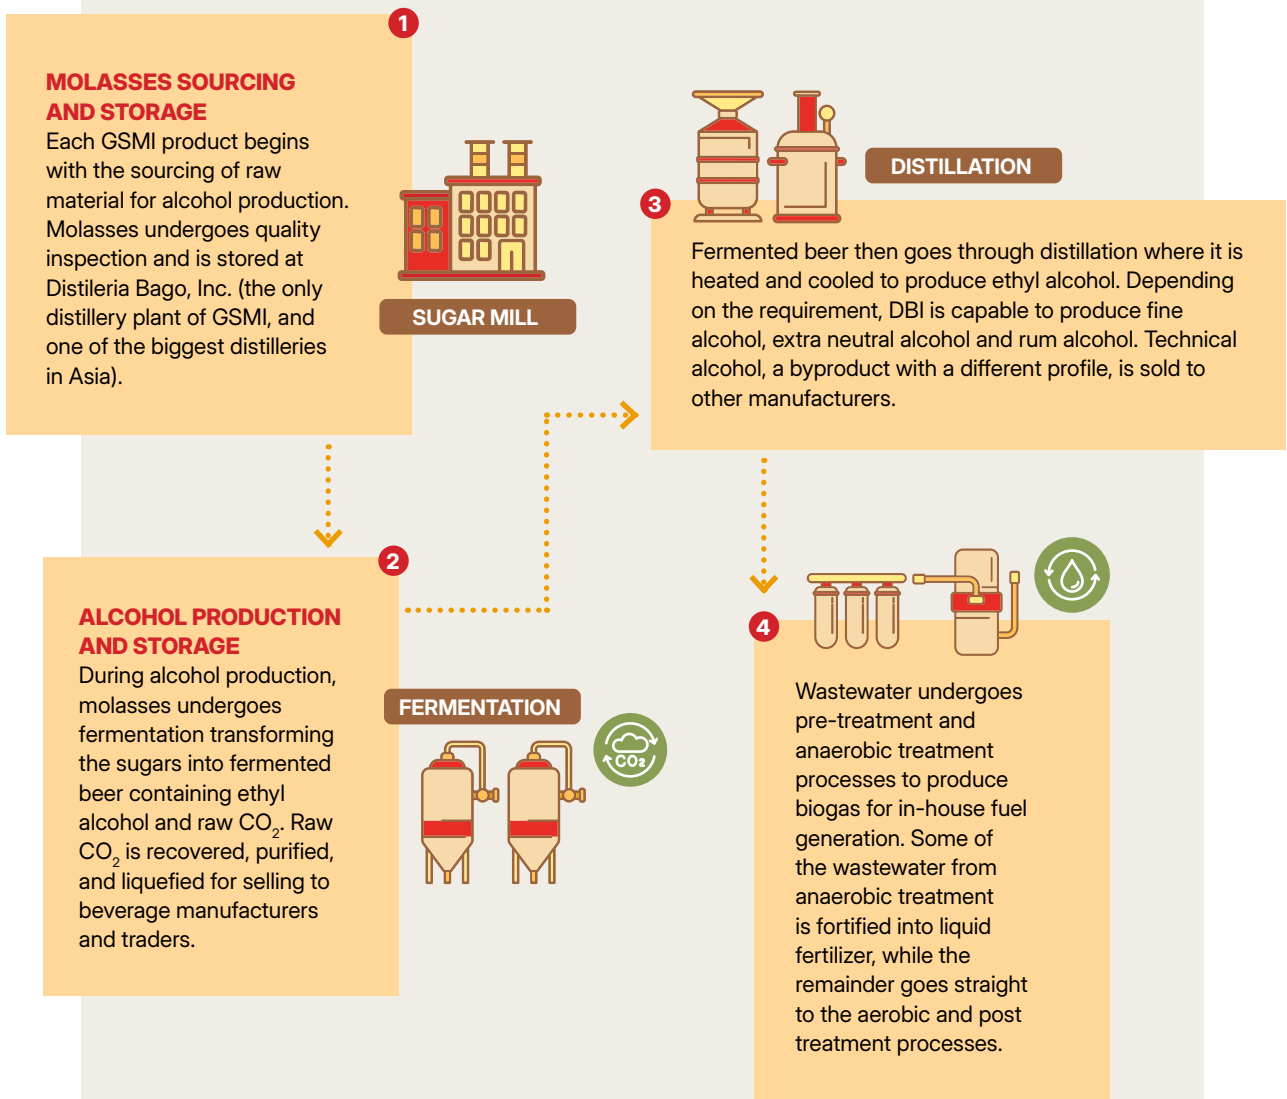 1
MOLASSES SOURCING
AND STORAGE
Each GSMI product begins
with the sourcing of raw
material for alcohol production.
Molasses undergoes quality
inspection and is stored at
Distileria Bago, Inc. (the only
distillery plant of GSMI, and
one of the biggest distilleries
in Asia).
SUGAR MILL
2
ALCOHOL PRODUCTION
AND STORAGE
During alcohol production,
molasses undergoes
fermentation transforming
the sugars into fermented
beer containing ethyl
alcohol and raw CO₂. Raw
CO₂ is recovered, purified,
and liquefied for selling to
beverage manufacturers
and traders.
FERMENTATION
CO₂
3
DISTILLATION
Fermented beer then goes through distillation where it is
heated and cooled to produce ethyl alcohol. Depending
on the requirement, DBI is capable to produce fine
alcohol, extra neutral alcohol and rum alcohol. Technical
alcohol, a byproduct with a different profile, is sold to
other manufacturers.
4
Wastewater undergoes
pre-treatment and
anaerobic treatment
processes to produce
biogas for in-house fuel
generation. Some of
the wastewater from
anaerobic treatment
is fortified into liquid
fertilizer, while the
remainder goes straight
to the aerobic and post
treatment processes.